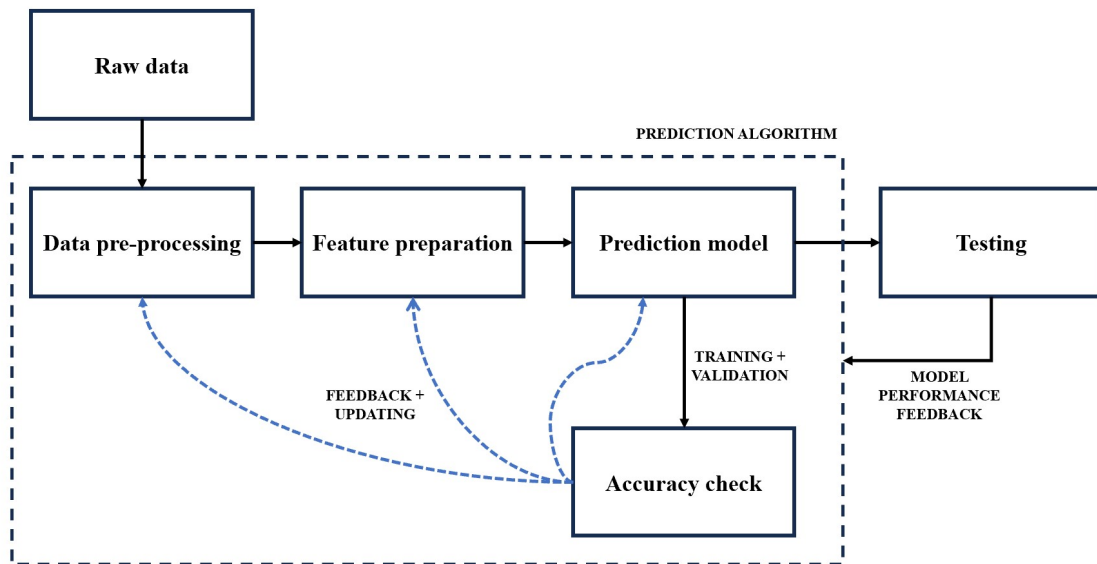 Raw data
PREDICTION ALGORITHM
Data pre-processing
Feature preparation
Prediction model
Testing
TRAINING +
VALIDATION
FEEDBACK +
UPDATING
MODEL
PERFORMANCE
FEEDBACK
Accuracy check